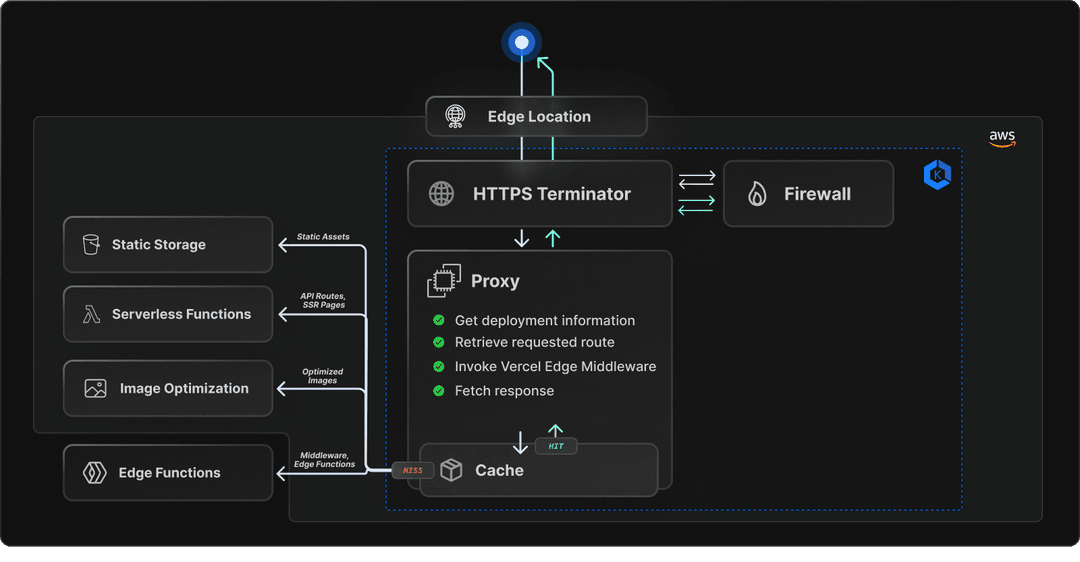 Edge Location
aws
HTTPS Terminator
Firewall
K
Static Storage
Static Assets
Proxy
API Routes,
SSR Pages
Serverless Functions
Get deployment information
Retrieve requested route
Invoke Vercel Edge Middleware
Fetch response
Optimized
Images
Image Optimization
HIT
Middleware,
Edge Functions
Edge Functions
MISS
Cache